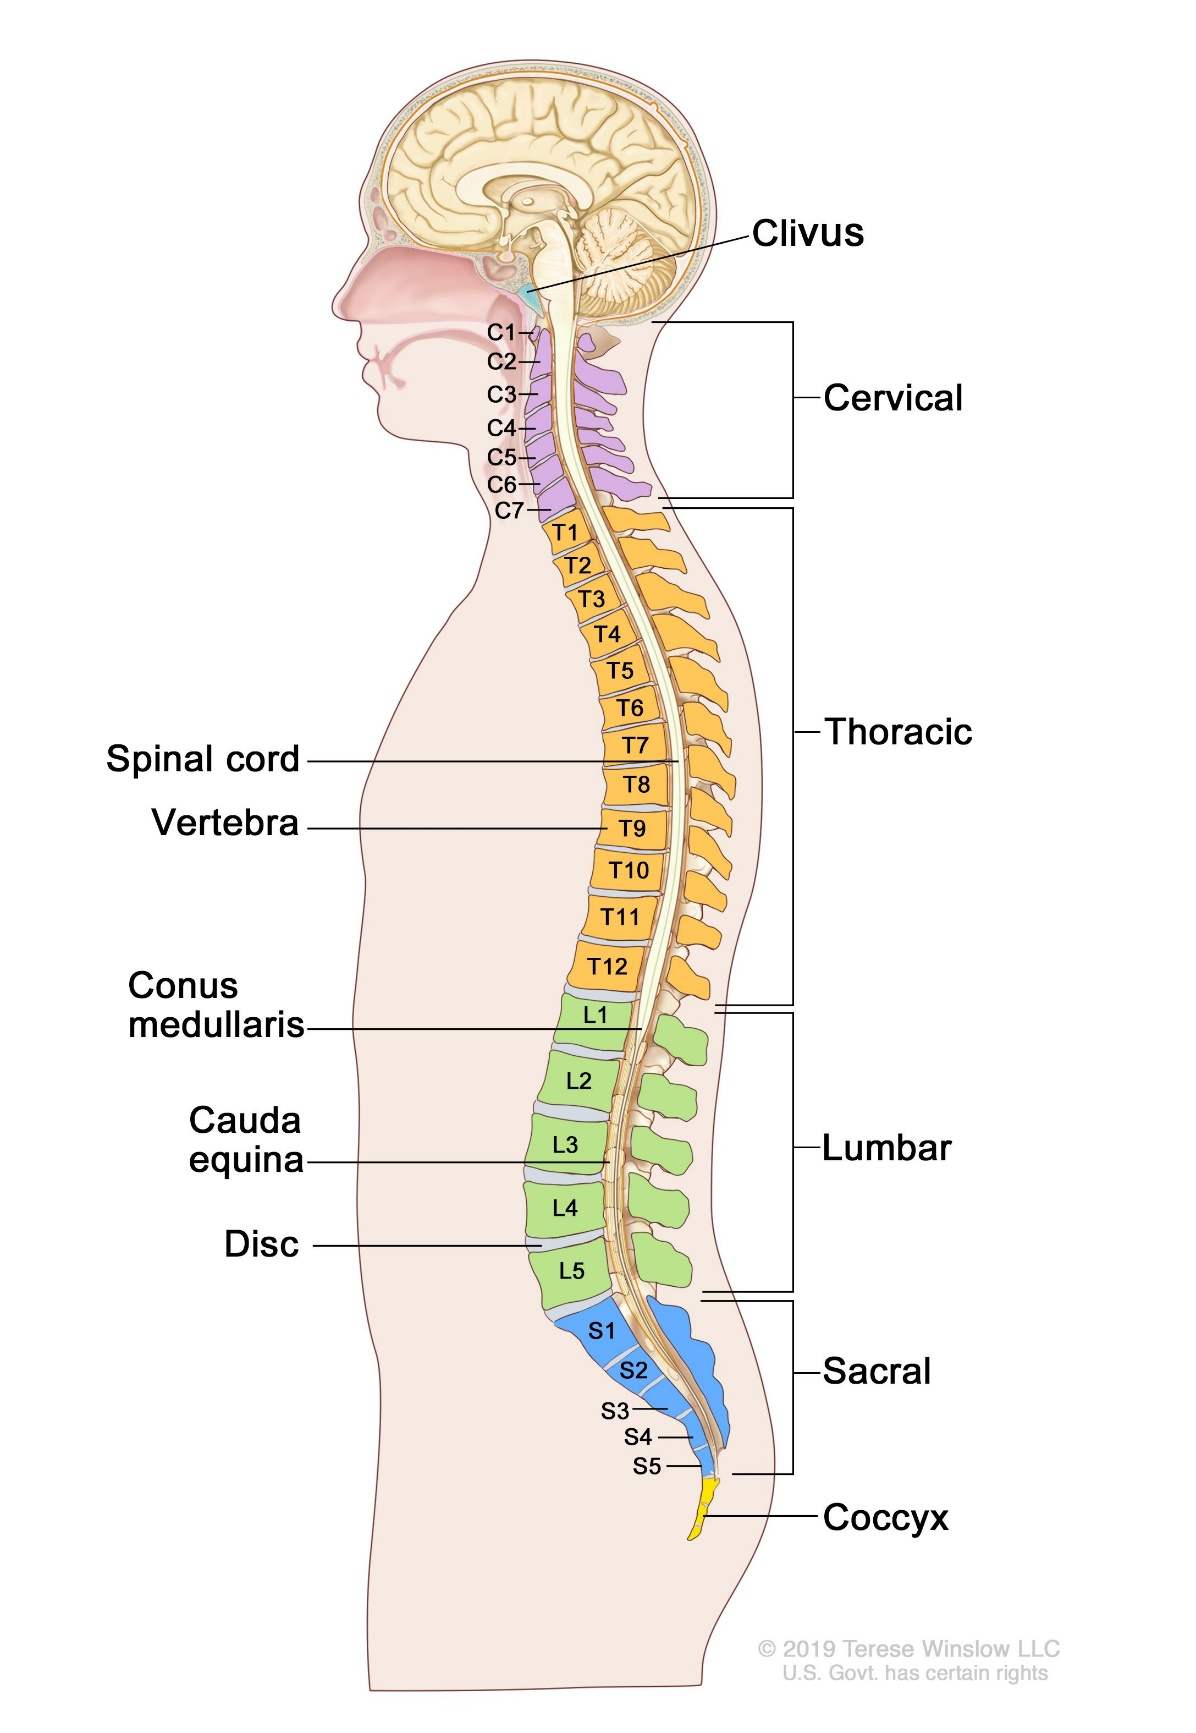 Clivus
C1
C2
C3
C4
C5
C6
C7
Cervical
T1
T2
T3
T4
T5
T6
T7
T8
T9
T10
T11
T12
Thoracic
Spinal cord
Vertebra
Conus
medullaris
L1
L2
L3
L4
L5
Cauda
equina
Disc
Lumbar
S1
S2
S3
S4
S5
Sacral
Coccyx
© 2019 Terese Winslow LLC
U.S. Govt. has certain rights